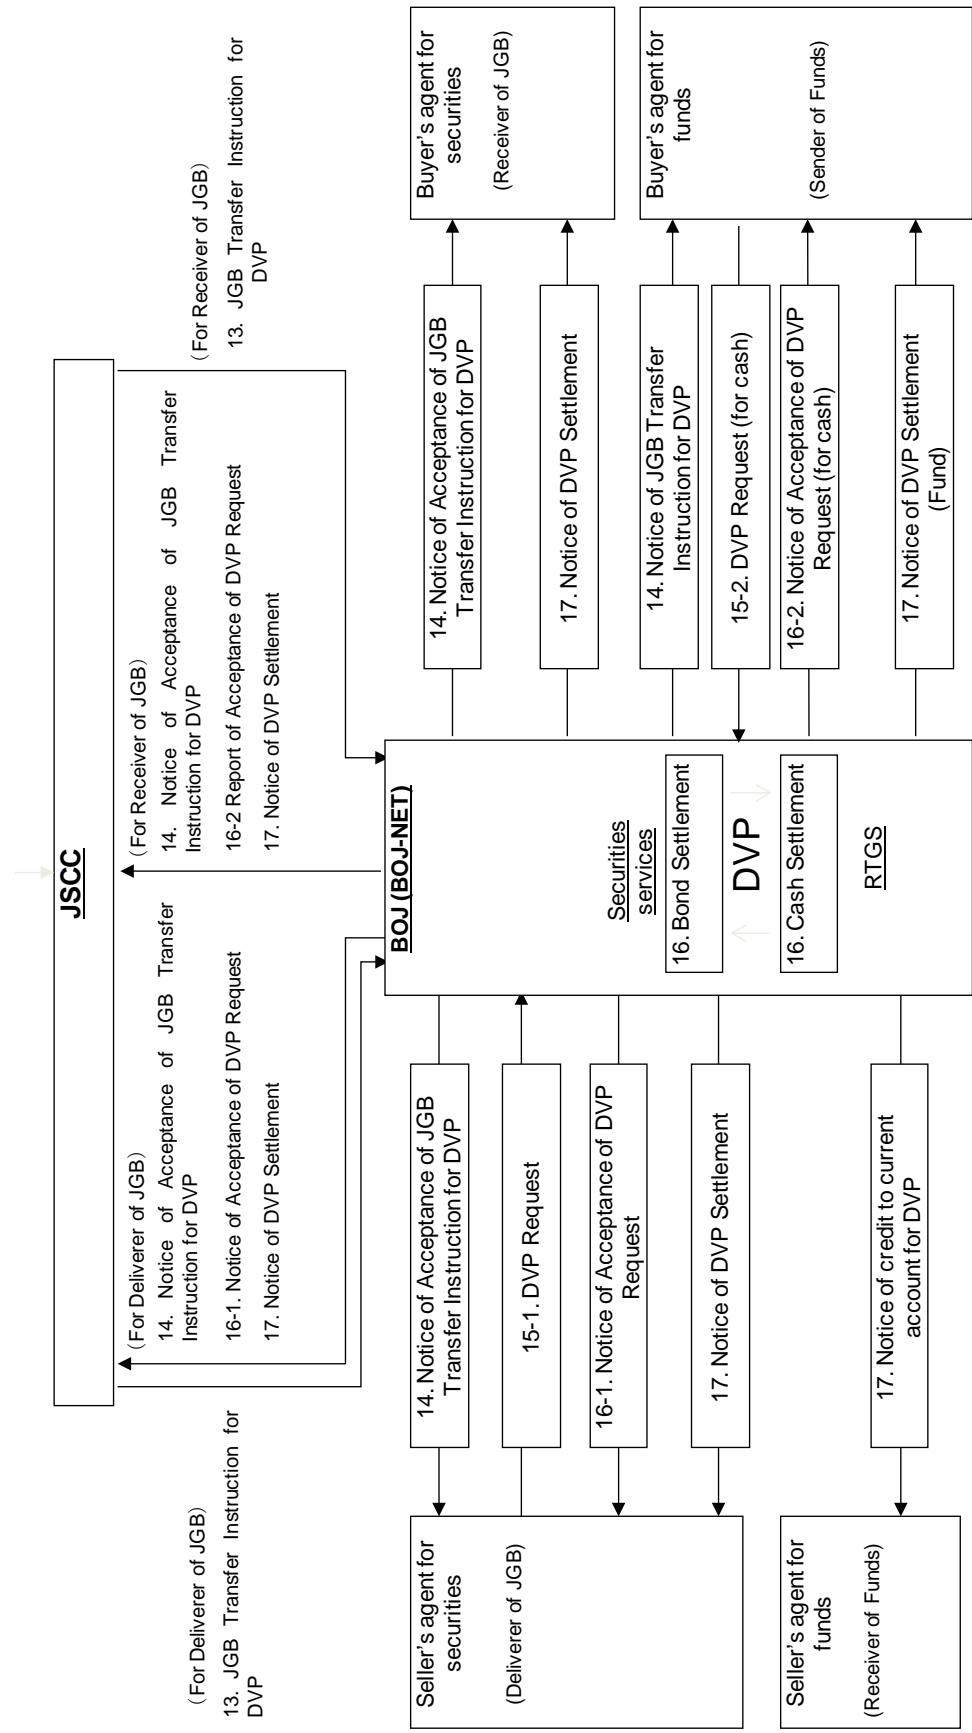 JSCC
（For Deliverer of JGB）
13. JGB Transfer Instruction for
DVP
（For Deliverer of JGB）
14. Notice of Acceptance of JGB Transfer
Instruction for DVP
16-1. Notice of Acceptance of DVP Request
17. Notice of DVP Settlement
（For Receiver of JGB）
14. Notice of Acceptance of JGB Transfer
Instruction for DVP
16-2 Report of Acceptance of DVP Request
17. Notice of DVP Settlement
（For Receiver of JGB）
13. JGB Transfer Instruction for
DVP
Seller's agent for
securities
(Deliverer of JGB)
Seller's agent for
funds
(Receiver of Funds)
14. Notice of Acceptance of JGB
Transfer Instruction for DVP
15-1. DVP Request
16-1. Notice of Acceptance of DVP
Request
17. Notice of DVP Settlement
17. Notice of credit to current
account for DVP
BOJ (BOJ-NET)
Securities
services
16. Bond Settlement
DVP
16. Cash Settlement
RTGS
14. Notice of Acceptance of JGB
Transfer Instruction for DVP
17. Notice of DVP Settlement
14. Notice of JGB Transfer
Instruction for DVP
15-2. DVP Request (for cash)
16-2. Notice of Acceptance of DVP
Request (for cash)
17. Notice of DVP Settlement
(Fund)
Buyer's agent for
securities
(Receiver of JGB)
Buyer's agent for
funds
(Sender of Funds)